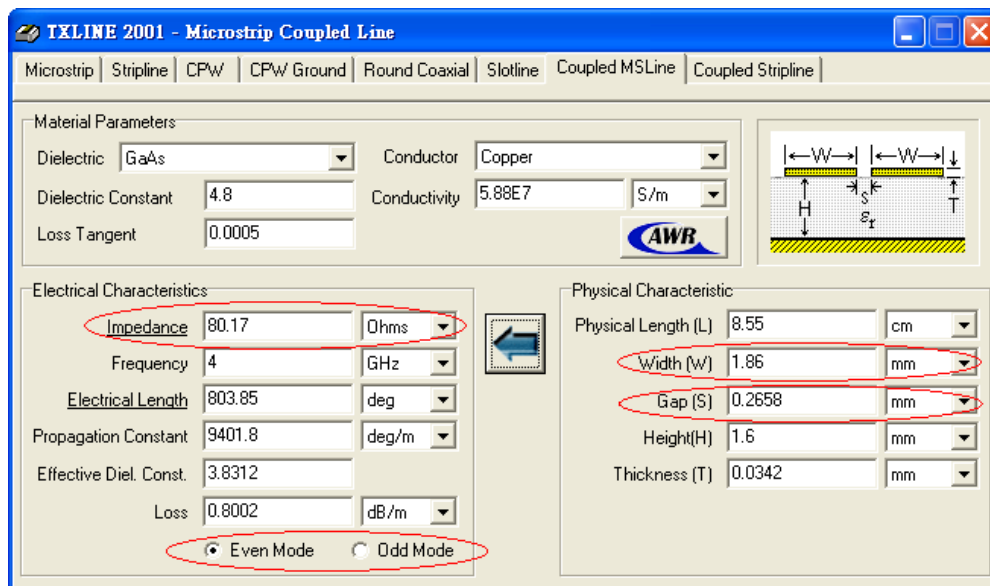 TXLINE 2001 - Microstrip Coupled Line
Microstrip Stripline CPW CPW Ground Round Coaxial Slotline Coupled MSLine Coupled Stripline
Material Parameters
Dielectric GaAs Conductor Copper
Dielectric Constant 4.8 Conductivity 5.88E7 S/m
Loss Tangent 0.0005 AWR
W W
S
H εr T
Electrical Characteristics
Impedance 80.17 Ohms
Frequency 4 GHz
Electrical Length 803.85 deg
Propagation Constant 9401.8 deg/m
Effective Diel. Const. 3.8312
Loss 0.8002 dB/m
Even Mode Odd Mode
Physical Characteristic
Physical Length (L) 8.55 cm
Width (W) 1.86 mm
Gap (S) 0.2658 mm
Height(H) 1.6 mm
Thickness (T) 0.0342 mm